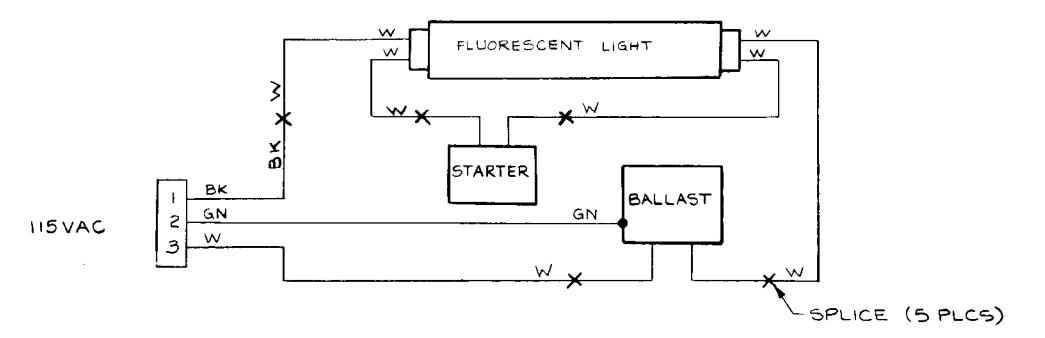 W
W
FLUORESCENT LIGHT
W
W
W
BK
W
W
STARTER
BALLAST
115VAC
1
BK
2
GN
GN
3
W
W
W
SPLICE (5 PLCS)